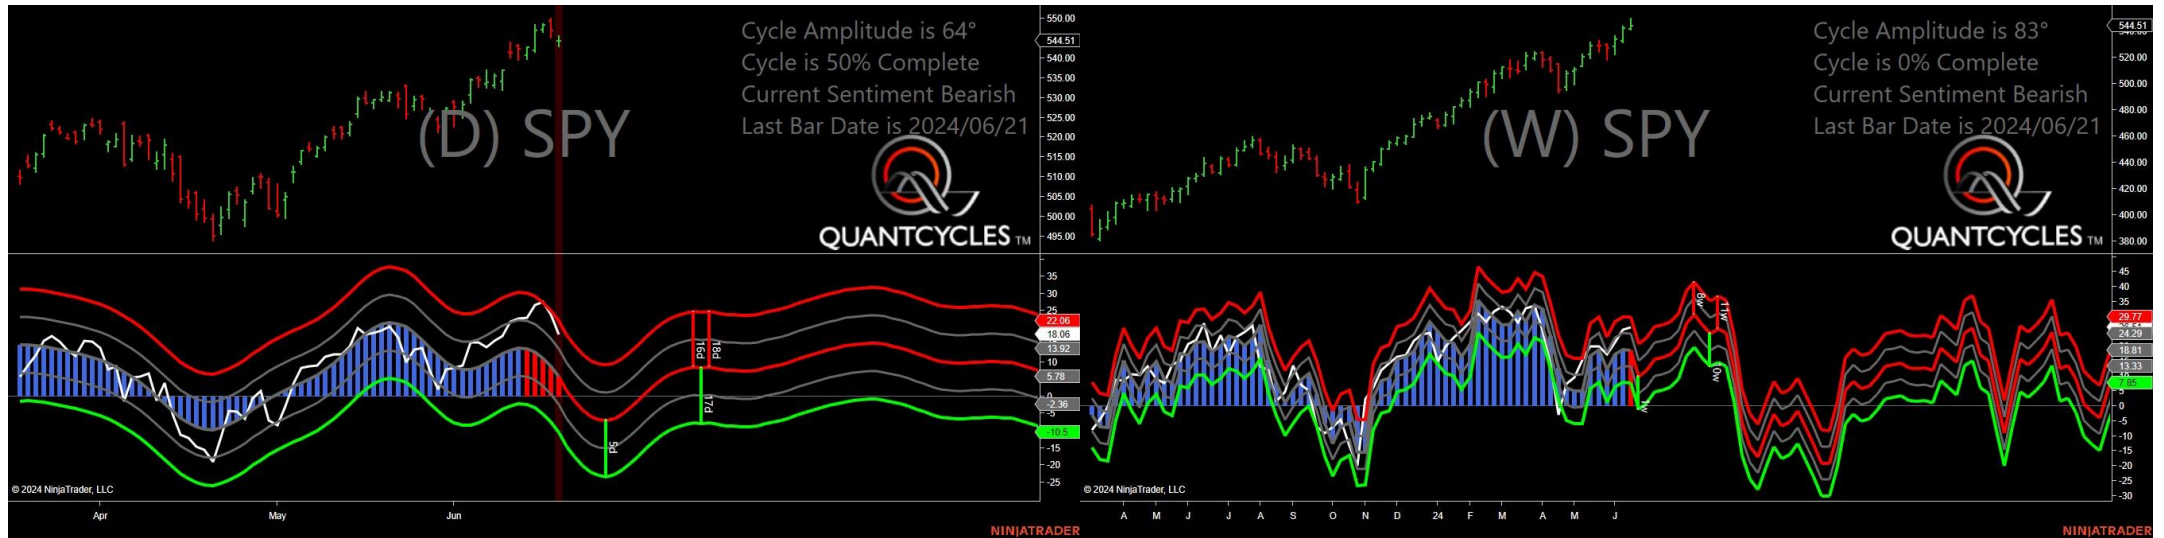 Cycle Amplitude is 64°
Cycle is 50% Complete
Current Sentiment Bearish
Last Bar Date is 2024/06/21
(D) SPY
QUANTCYCLES TM
550.00
544.51
540.00
535.00
530.00
525.00
520.00
515.00
510.00
505.00
500.00
495.00
35
30
25
22.06
18.06
13.92
10
5.78
0
-2.36
-5
-10.5
-15
-20
-25
16d
18d
17d
5d
© 2024 NinjaTrader, LLC
Apr May Jun
NINJATRADER
Cycle Amplitude is 83°
Cycle is 0% Complete
Current Sentiment Bearish
Last Bar Date is 2024/06/21
(W) SPY
QUANTCYCLES TM
544.51
520.00
500.00
480.00
460.00
440.00
420.00
400.00
380.00
45
40
35
29.77
24.29
18.81
13.33
7.85
5
0
-5
-10
-15
-20
-25
-30
8w
11w
0w
1w
© 2024 NinjaTrader, LLC
A M J J A S O N D 24 F M A M J
NINJATRADER